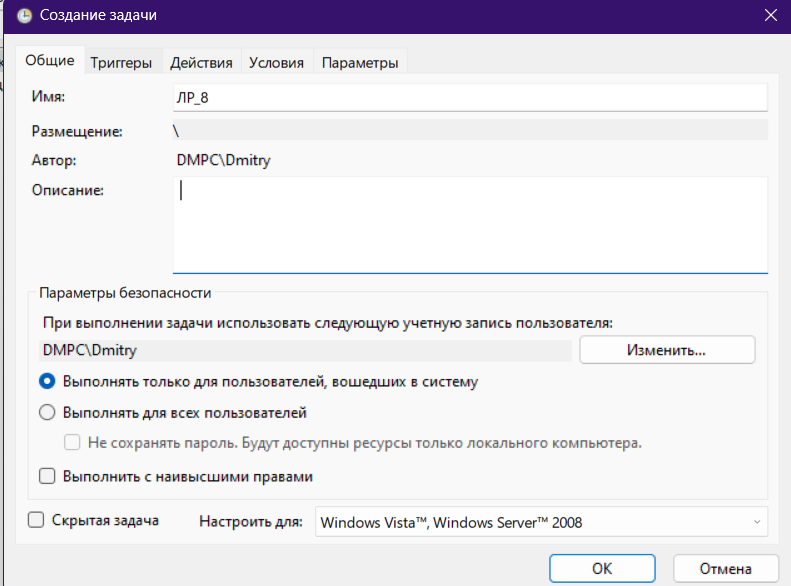 Создание задачи
Общие Триггеры Действия Условия Параметры
Имя: ЛР_8
Размещение: \
Автор: DMPC\Dmitry
Описание:
Параметры безопасности
При выполнении задачи использовать следующую учетную запись пользователя:
DMPC\Dmitry Изменить...
Выполнять только для пользователей, вошедших в систему
Выполнять для всех пользователей
Не сохранять пароль. Будут доступны ресурсы только локального компьютера.
Выполнить с наивысшими правами
Скрытая задача Настроить для: Windows Vista™, Windows Server™ 2008
ОК Отмена